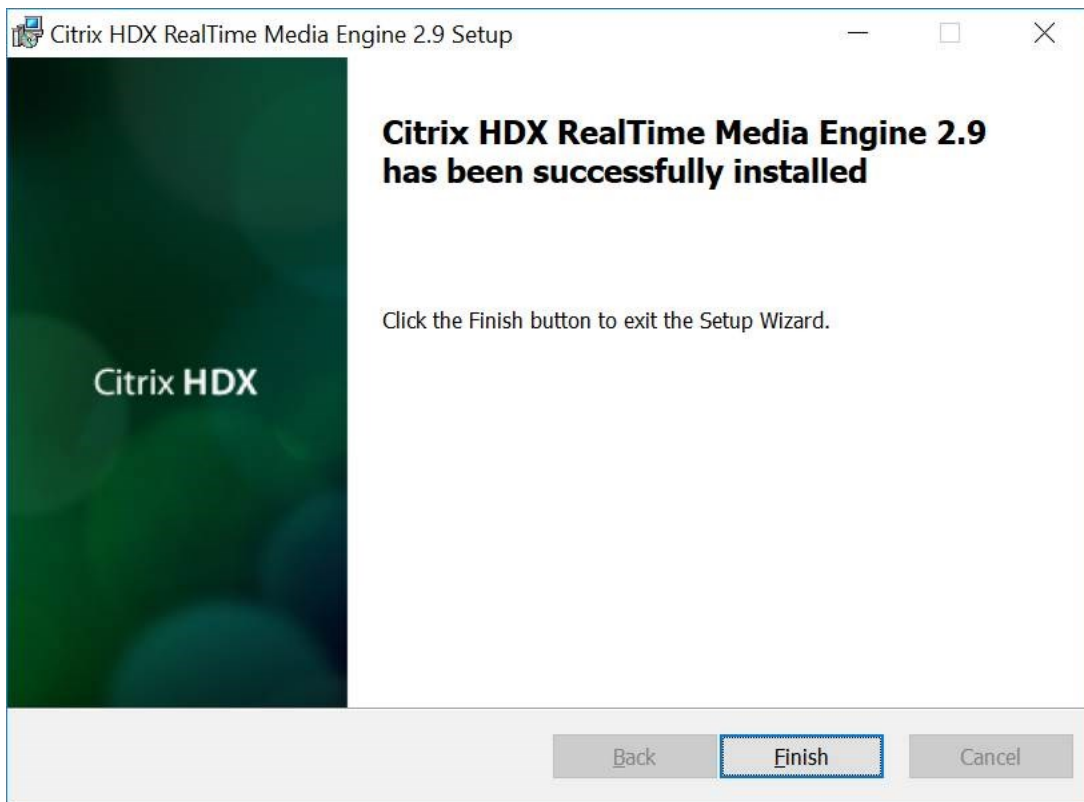 Citrix HDX RealTime Media Engine 2.9 Setup
Citrix HDX RealTime Media Engine 2.9
has been successfully installed
Click the Finish button to exit the Setup Wizard.
Citrix HDX
Back
Finish
Cancel